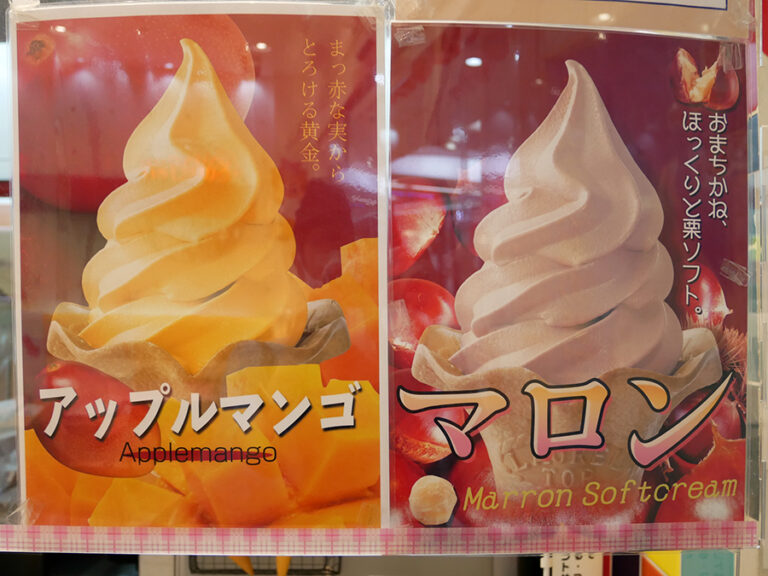 まっ赤な実から
とろける黄金。
アップルマンゴ
Applemango
おまちかね、
ほっくりと栗ソフト。
マロン
Marron Softcream